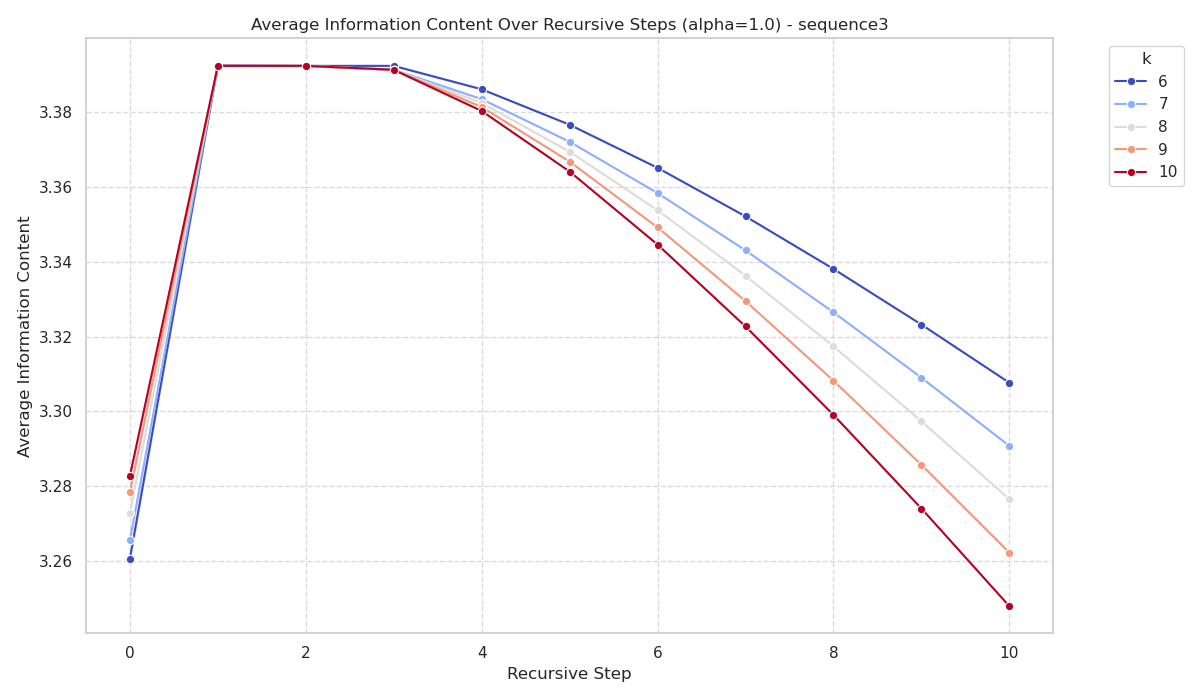 Average Information Content Over Recursive Steps (alpha=1.0) - sequence3
k
6
7
8
9
10
Average Information Content
3.38
3.36
3.34
3.32
3.30
3.28
3.26
0 2 4 6 8 10
Recursive Step